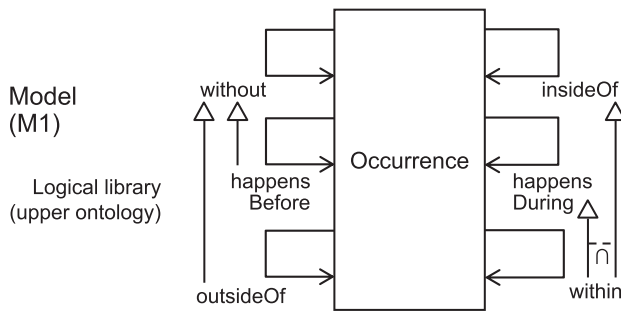 Model
(M1)
Logical library
(upper ontology)
without
insideOf
Occurrence
happens
Before
happens
During
∩
outsideOf
within